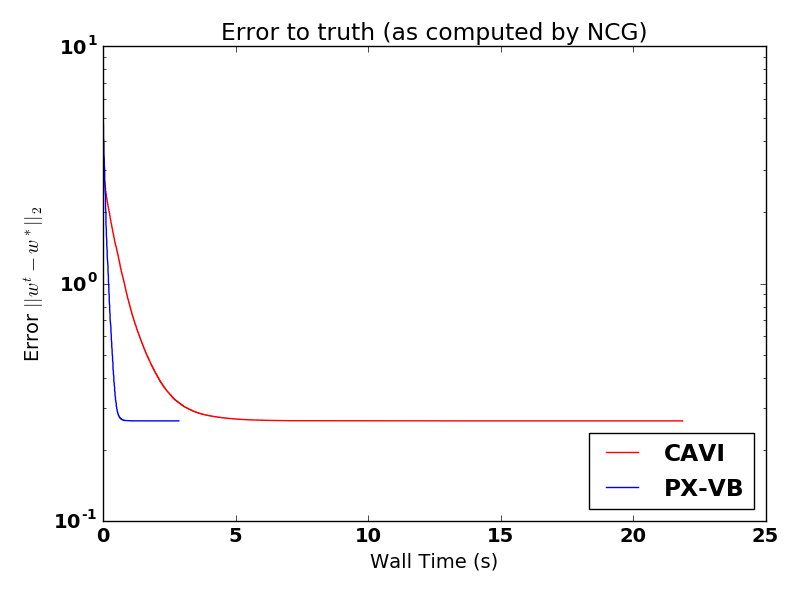 Error to truth (as computed by NCG)
10^1
10^0
10^-1
Error ||w^t − w*||_2
0 5 10 15 20 25
Wall Time (s)
CAVI
PX-VB